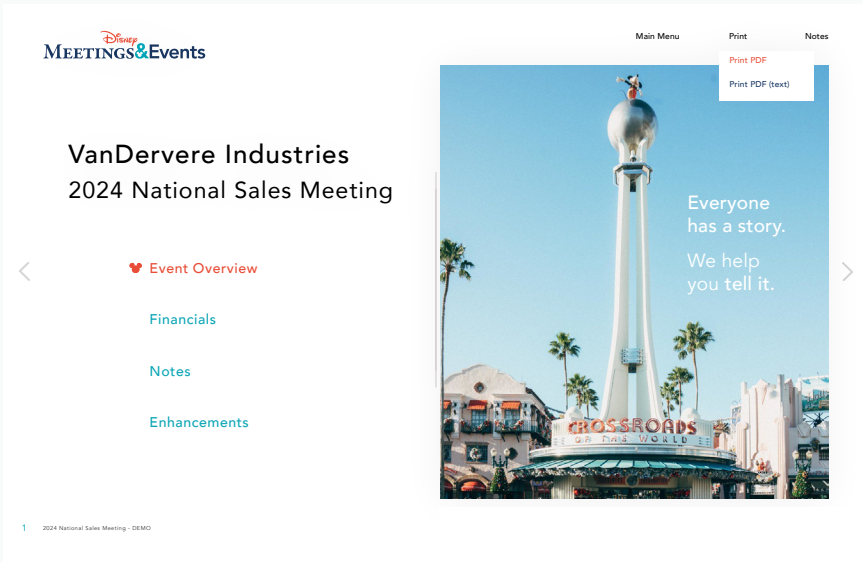 Disney
MEETINGS&Events
Main Menu
Print
Notes
Print PDF
Print PDF (text)
VanDervere Industries
2024 National Sales Meeting
Event Overview
Financials
Notes
Enhancements
Everyone
has a story.
We help
you tell it.
CROSSROADS
OF THE WORLD
1
2024 National Sales Meeting - DEMO